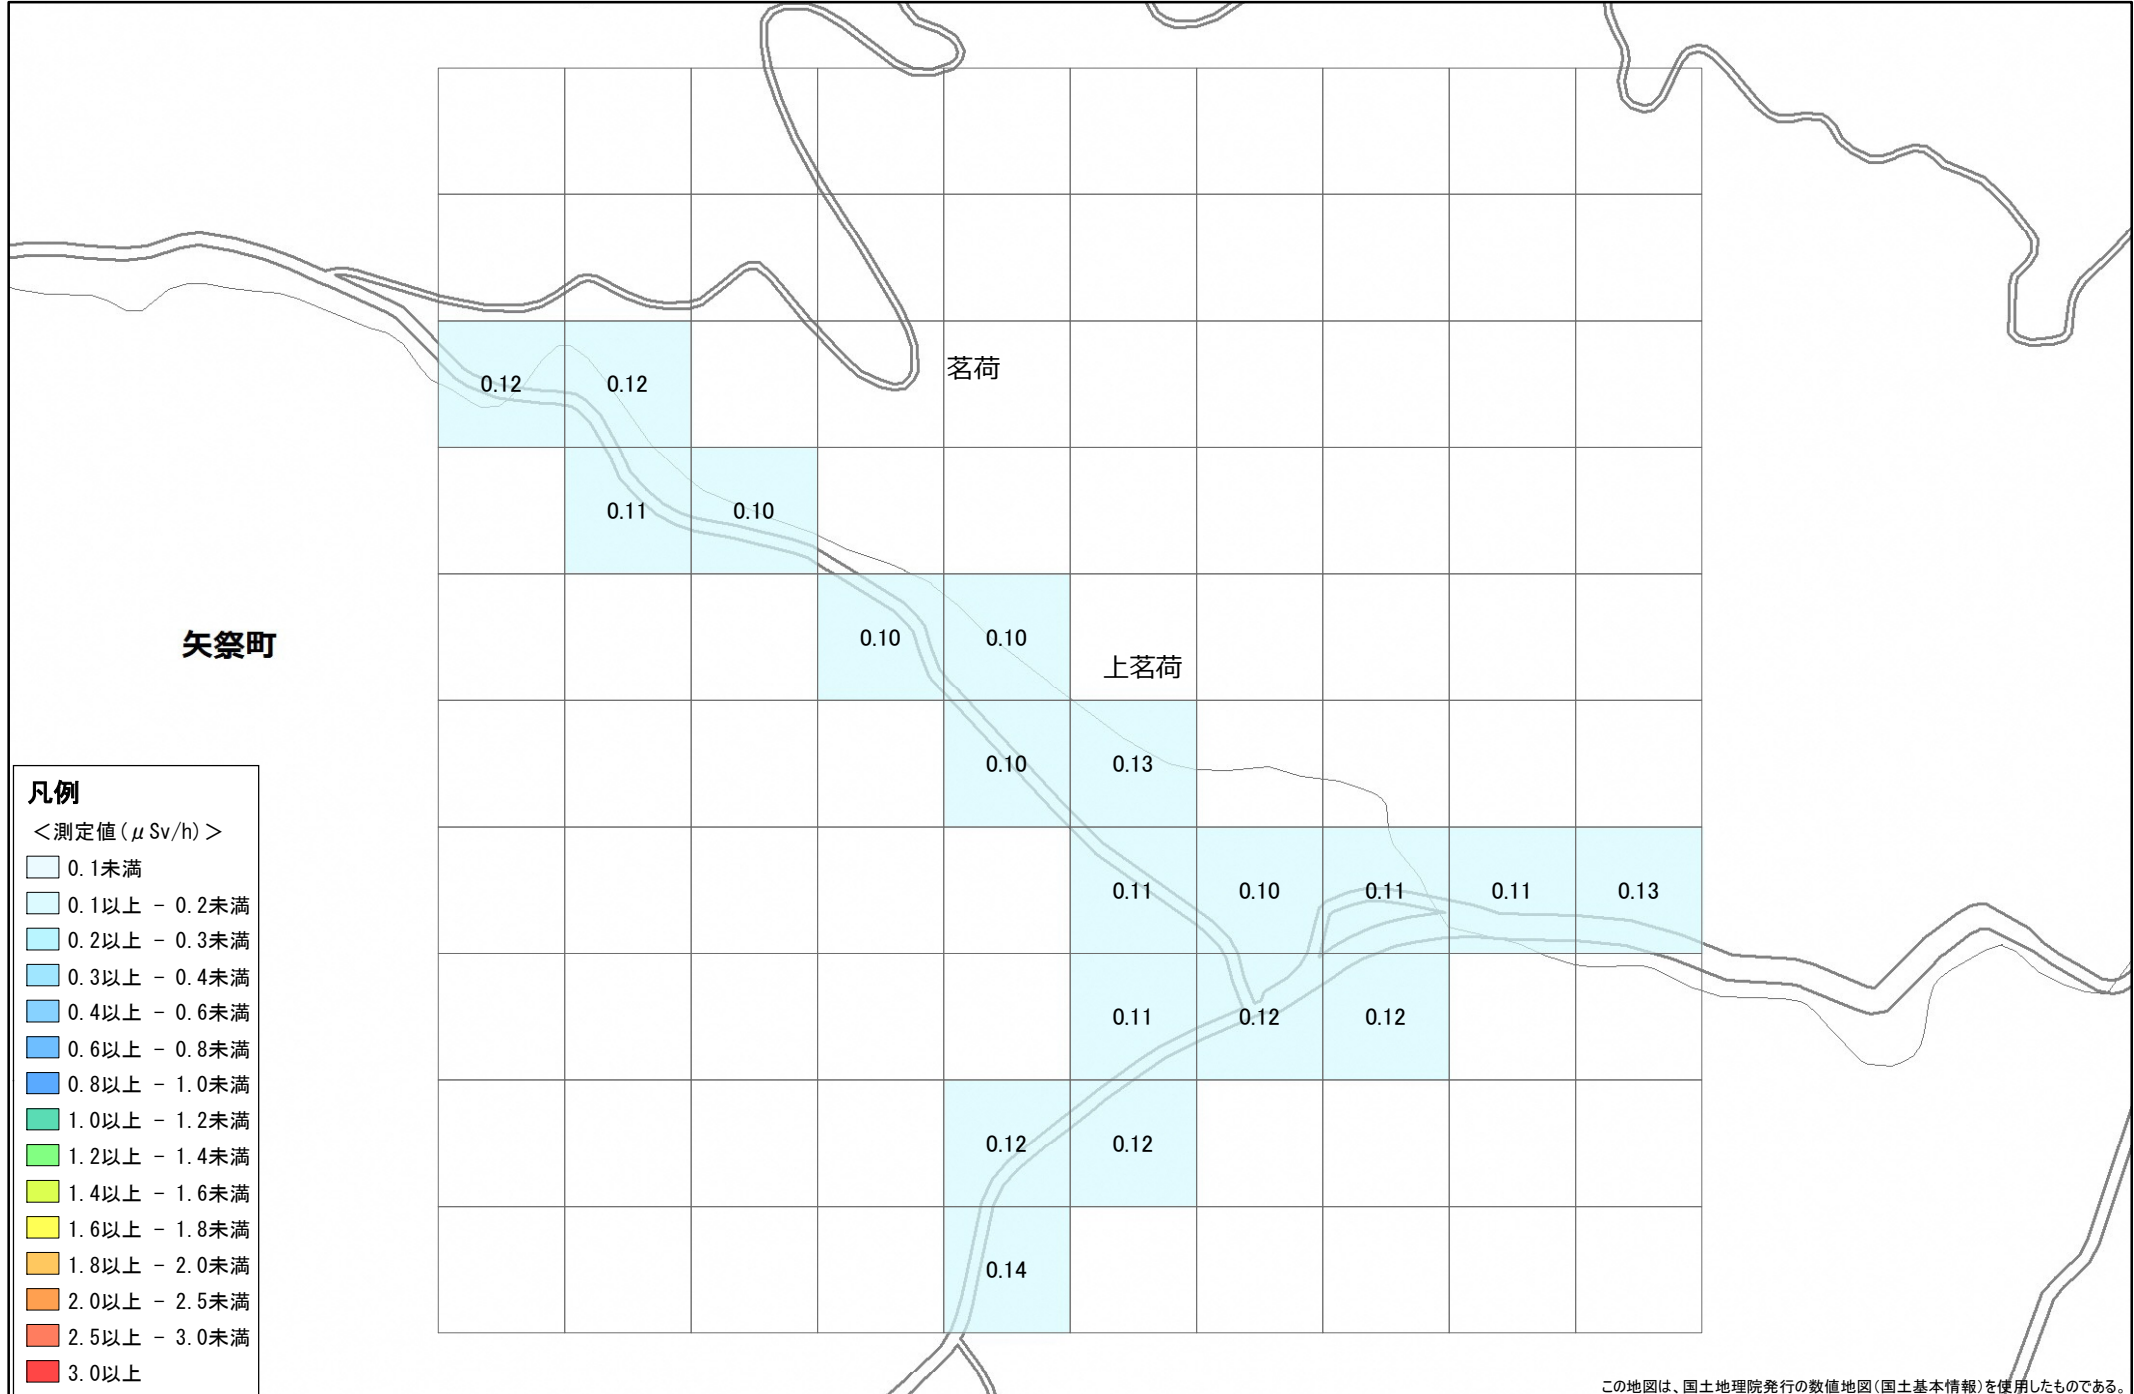 茗荷
0.12
0.12
0.11
0.10
矢祭町
0.10
0.10
上茗荷
0.10
0.13
0.11
0.10
0.11
0.11
0.13
0.11
0.12
0.12
0.12
0.12
0.14
凡例
＜測定値(μSv/h)＞
0.1未満
0.1以上 － 0.2未満
0.2以上 － 0.3未満
0.3以上 － 0.4未満
0.4以上 － 0.6未満
0.6以上 － 0.8未満
0.8以上 － 1.0未満
1.0以上 － 1.2未満
1.2以上 － 1.4未満
1.4以上 － 1.6未満
1.6以上 － 1.8未満
1.8以上 － 2.0未満
2.0以上 － 2.5未満
2.5以上 － 3.0未満
3.0以上
この地図は、国土地理院発行の数値地図(国土基本情報)を使用したものである。